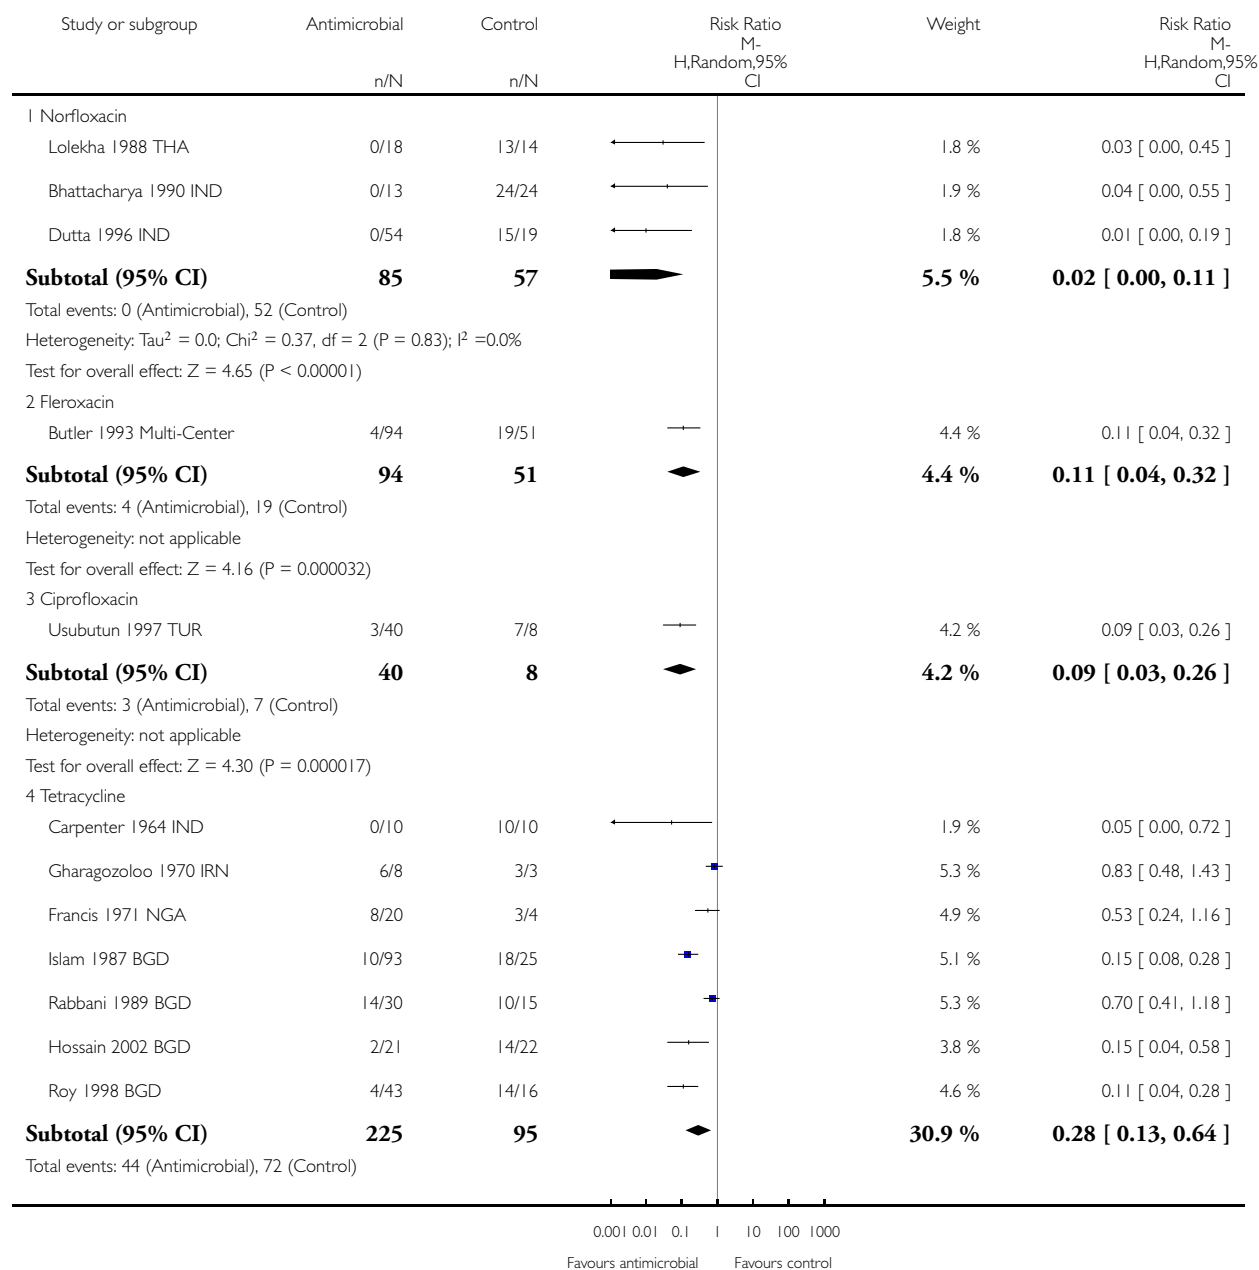 Study or subgroup Antimicrobial Control Risk Ratio Weight Risk Ratio
M- M-
H,Random,95% H,Random,95%
n/N n/N CI CI
1 Norfloxacin
Lolekha 1988 THA 0/18 13/14 1.8 % 0.03 [ 0.00, 0.45 ]
Bhattacharya 1990 IND 0/13 24/24 1.9 % 0.04 [ 0.00, 0.55 ]
Dutta 1996 IND 0/54 15/19 1.8 % 0.01 [ 0.00, 0.19 ]
Subtotal (95% CI) 85 57 5.5 % 0.02 [ 0.00, 0.11 ]
Total events: 0 (Antimicrobial), 52 (Control)
Heterogeneity: Tau² = 0.0; Chi² = 0.37, df = 2 (P = 0.83); I² =0.0%
Test for overall effect: Z = 4.65 (P < 0.00001)
2 Fleroxacin
Butler 1993 Multi-Center 4/94 19/51 4.4 % 0.11 [ 0.04, 0.32 ]
Subtotal (95% CI) 94 51 4.4 % 0.11 [ 0.04, 0.32 ]
Total events: 4 (Antimicrobial), 19 (Control)
Heterogeneity: not applicable
Test for overall effect: Z = 4.16 (P = 0.000032)
3 Ciprofloxacin
Usubutun 1997 TUR 3/40 7/8 4.2 % 0.09 [ 0.03, 0.26 ]
Subtotal (95% CI) 40 8 4.2 % 0.09 [ 0.03, 0.26 ]
Total events: 3 (Antimicrobial), 7 (Control)
Heterogeneity: not applicable
Test for overall effect: Z = 4.30 (P = 0.000017)
4 Tetracycline
Carpenter 1964 IND 0/10 10/10 1.9 % 0.05 [ 0.00, 0.72 ]
Gharagozoloo 1970 IRN 6/8 3/3 5.3 % 0.83 [ 0.48, 1.43 ]
Francis 1971 NGA 8/20 3/4 4.9 % 0.53 [ 0.24, 1.16 ]
Islam 1987 BGD 10/93 18/25 5.1 % 0.15 [ 0.08, 0.28 ]
Rabbani 1989 BGD 14/30 10/15 5.3 % 0.70 [ 0.41, 1.18 ]
Hossain 2002 BGD 2/21 14/22 3.8 % 0.15 [ 0.04, 0.58 ]
Roy 1998 BGD 4/43 14/16 4.6 % 0.11 [ 0.04, 0.28 ]
Subtotal (95% CI) 225 95 30.9 % 0.28 [ 0.13, 0.64 ]
Total events: 44 (Antimicrobial), 72 (Control)
0.001 0.01 0.1 1 10 100 1000
Favours antimicrobial Favours control